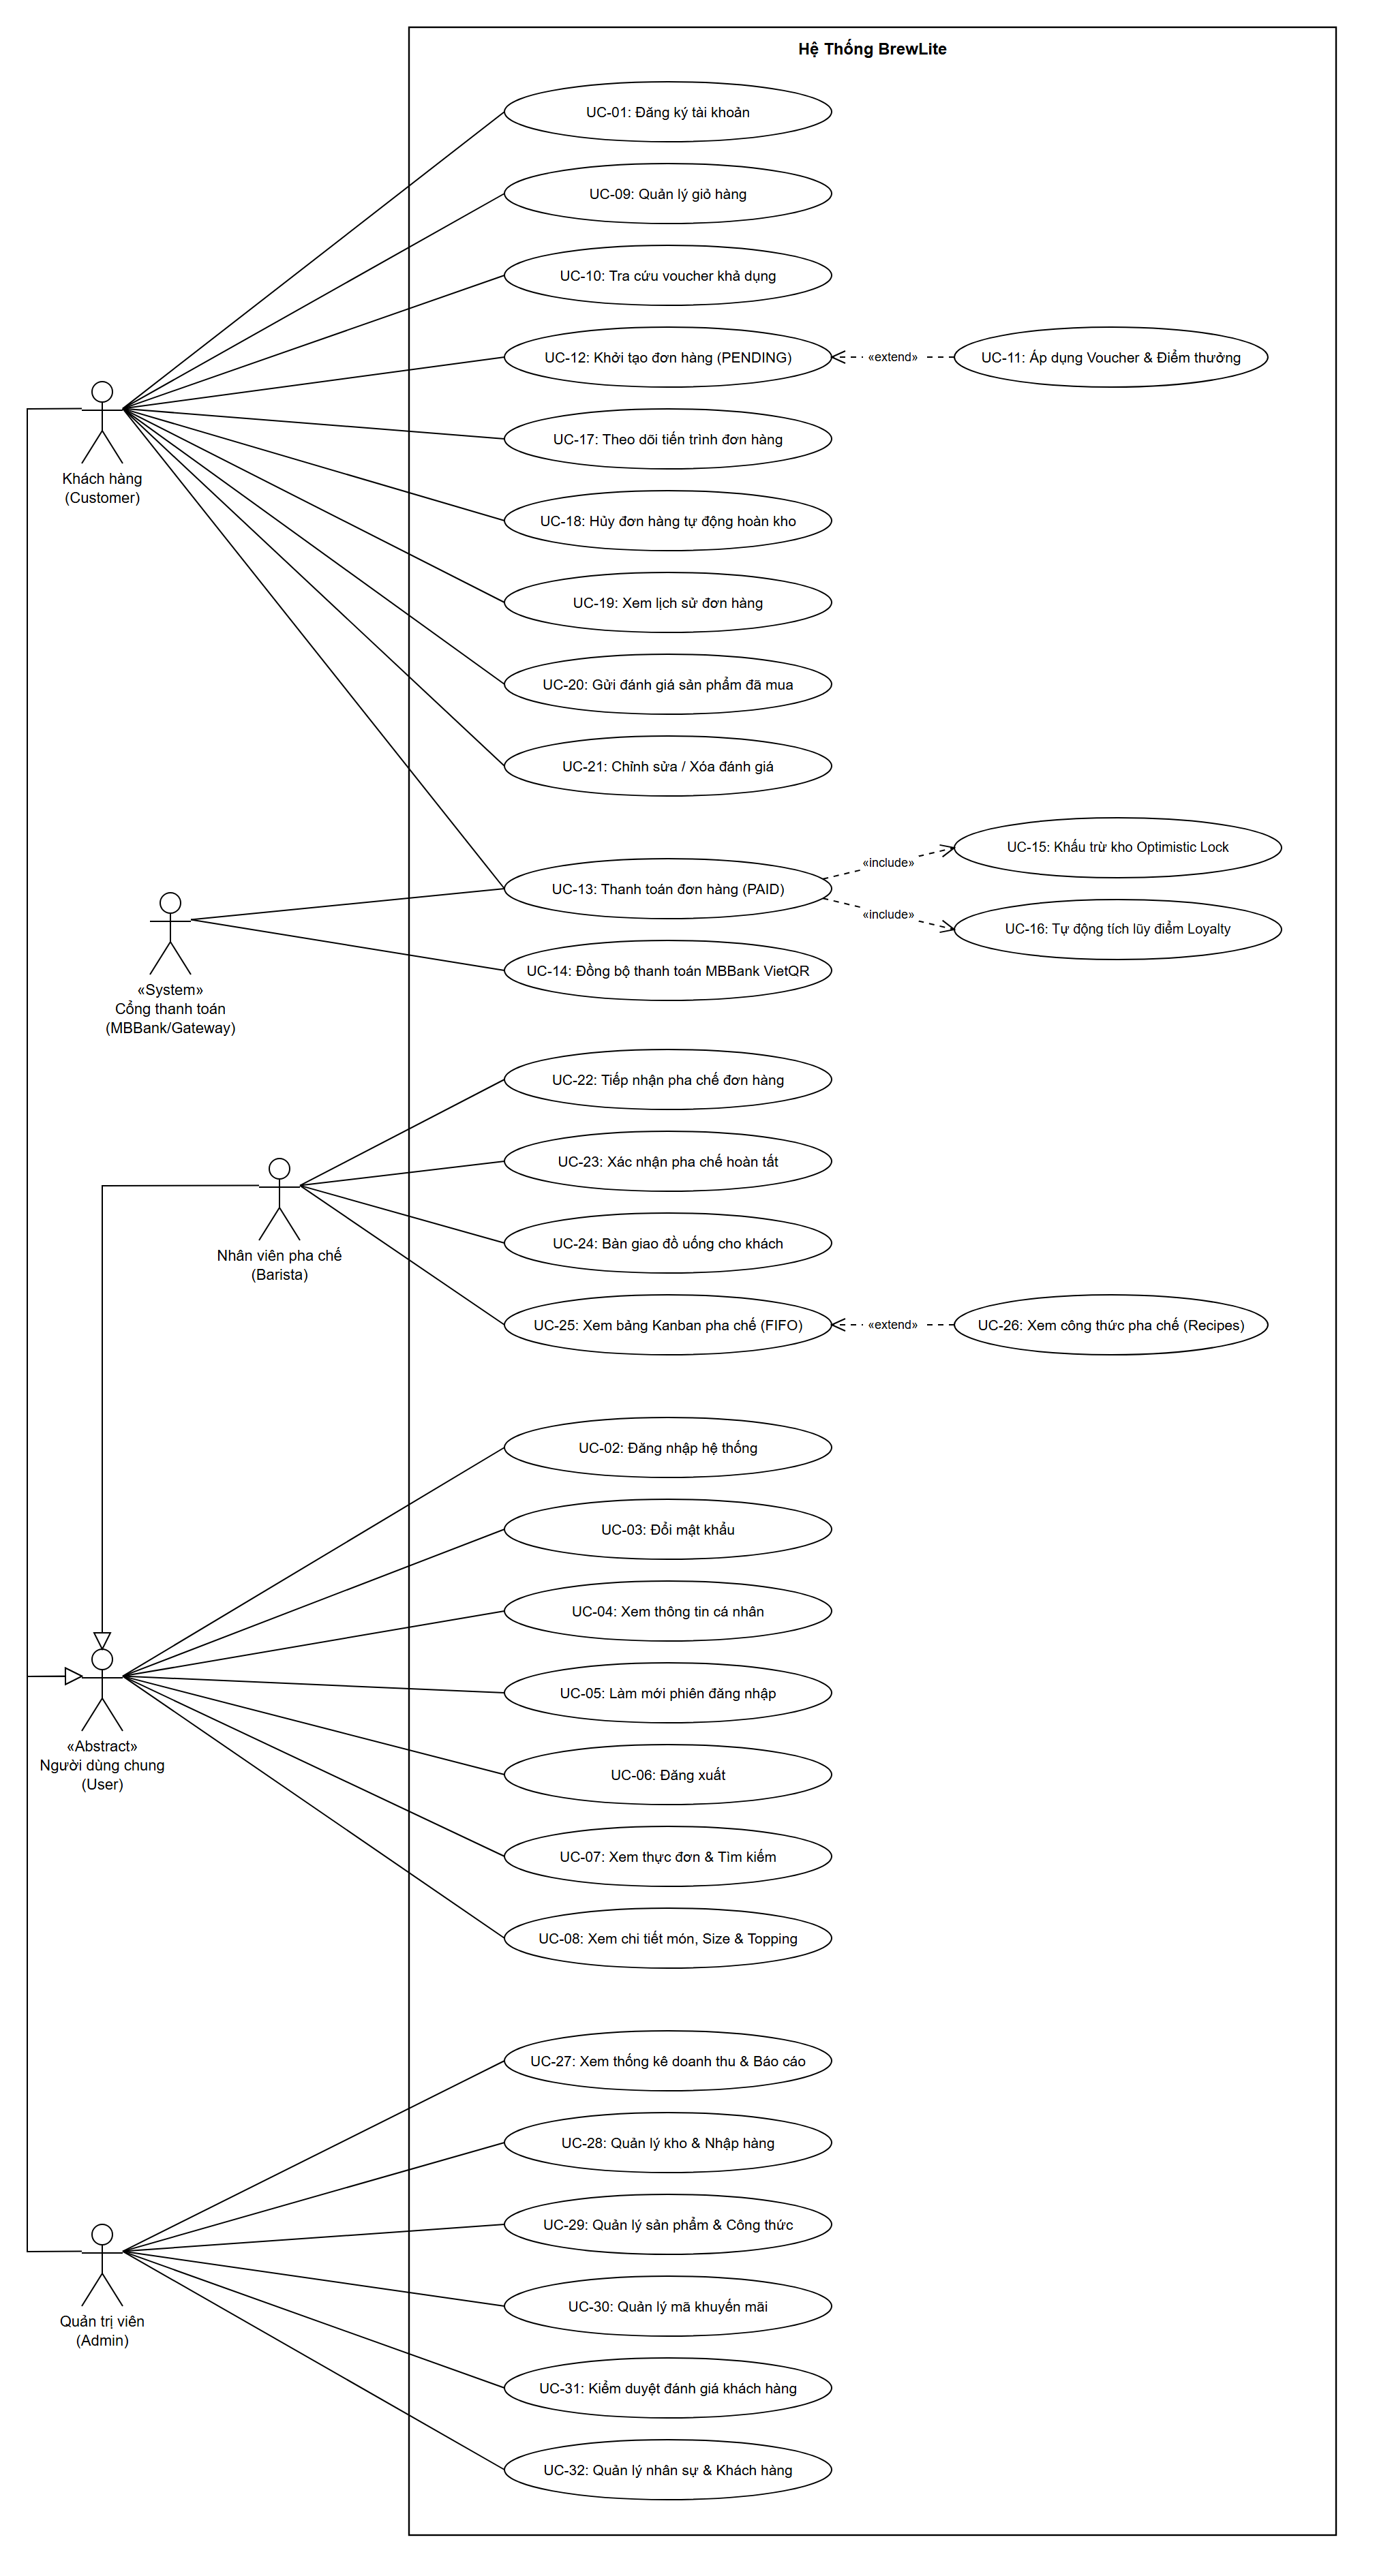 Hệ Thống BrewLite
UC-01: Đăng ký tài khoản
UC-09: Quản lý giỏ hàng
UC-10: Tra cứu voucher khả dụng
UC-12: Khởi tạo đơn hàng (PENDING)
«extend»
UC-11: Áp dụng Voucher & Điểm thưởng
UC-17: Theo dõi tiến trình đơn hàng
Khách hàng
(Customer)
UC-18: Hủy đơn hàng tự động hoàn kho
UC-19: Xem lịch sử đơn hàng
UC-20: Gửi đánh giá sản phẩm đã mua
UC-21: Chỉnh sửa / Xóa đánh giá
UC-15: Khấu trừ kho Optimistic Lock
«include»
UC-13: Thanh toán đơn hàng (PAID)
«include»
UC-16: Tự động tích lũy điểm Loyalty
UC-14: Đồng bộ thanh toán MBBank VietQR
«System»
Cổng thanh toán
(MBBank/Gateway)
UC-22: Tiếp nhận pha chế đơn hàng
UC-23: Xác nhận pha chế hoàn tất
UC-24: Bàn giao đồ uống cho khách
Nhân viên pha chế
(Barista)
UC-25: Xem bảng Kanban pha chế (FIFO)
«extend»
UC-26: Xem công thức pha chế (Recipes)
UC-02: Đăng nhập hệ thống
UC-03: Đổi mật khẩu
UC-04: Xem thông tin cá nhân
UC-05: Làm mới phiên đăng nhập
«Abstract»
Người dùng chung
(User)
UC-06: Đăng xuất
UC-07: Xem thực đơn & Tìm kiếm
UC-08: Xem chi tiết món, Size & Topping
UC-27: Xem thống kê doanh thu & Báo cáo
UC-28: Quản lý kho & Nhập hàng
UC-29: Quản lý sản phẩm & Công thức
UC-30: Quản lý mã khuyến mãi
Quản trị viên
(Admin)
UC-31: Kiểm duyệt đánh giá khách hàng
UC-32: Quản lý nhân sự & Khách hàng